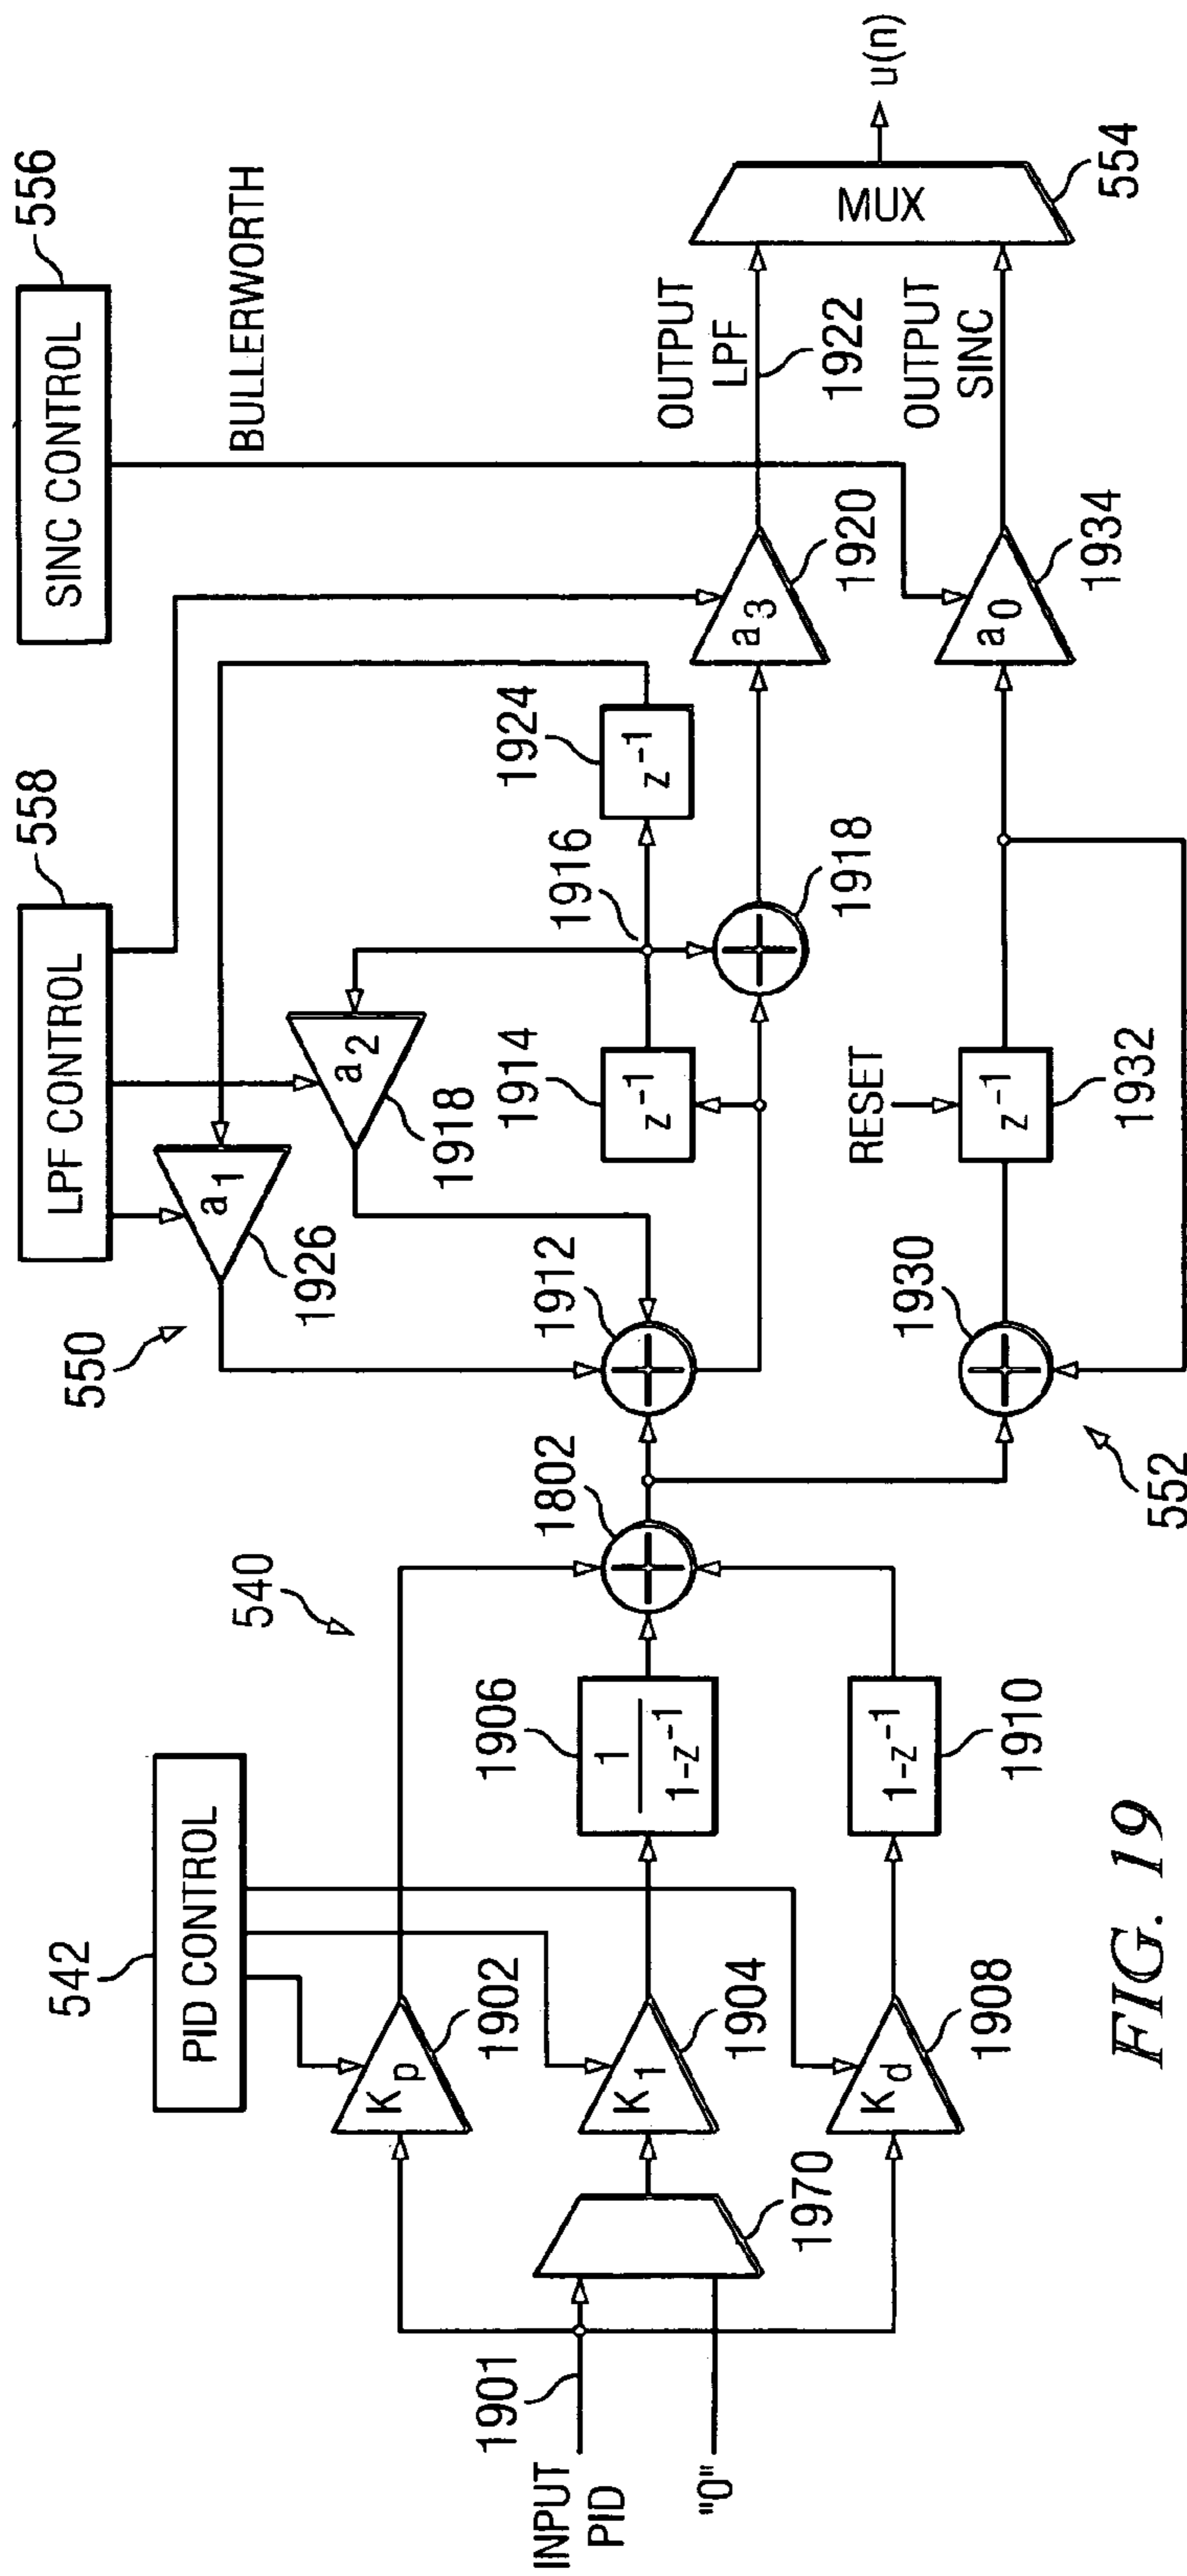 556
SINC CONTROL
558
LPF CONTROL
542
PID CONTROL
BULLERWORTH
550
a1
1926
a2
1918
1924
z-1
1916
1914
z-1
1918
1912
1802
540
OUTPUT
LPF
1922
a3
1920
MUX
u(n)
554
OUTPUT
SINC
a0
1934
RESET
z-1
1932
1930
552
1906
1
1-z-1
1-z-1
1910
Kp
1902
K1
1904
Kd
1908
1970
1901
INPUT
PID
"0"
FIG. 19